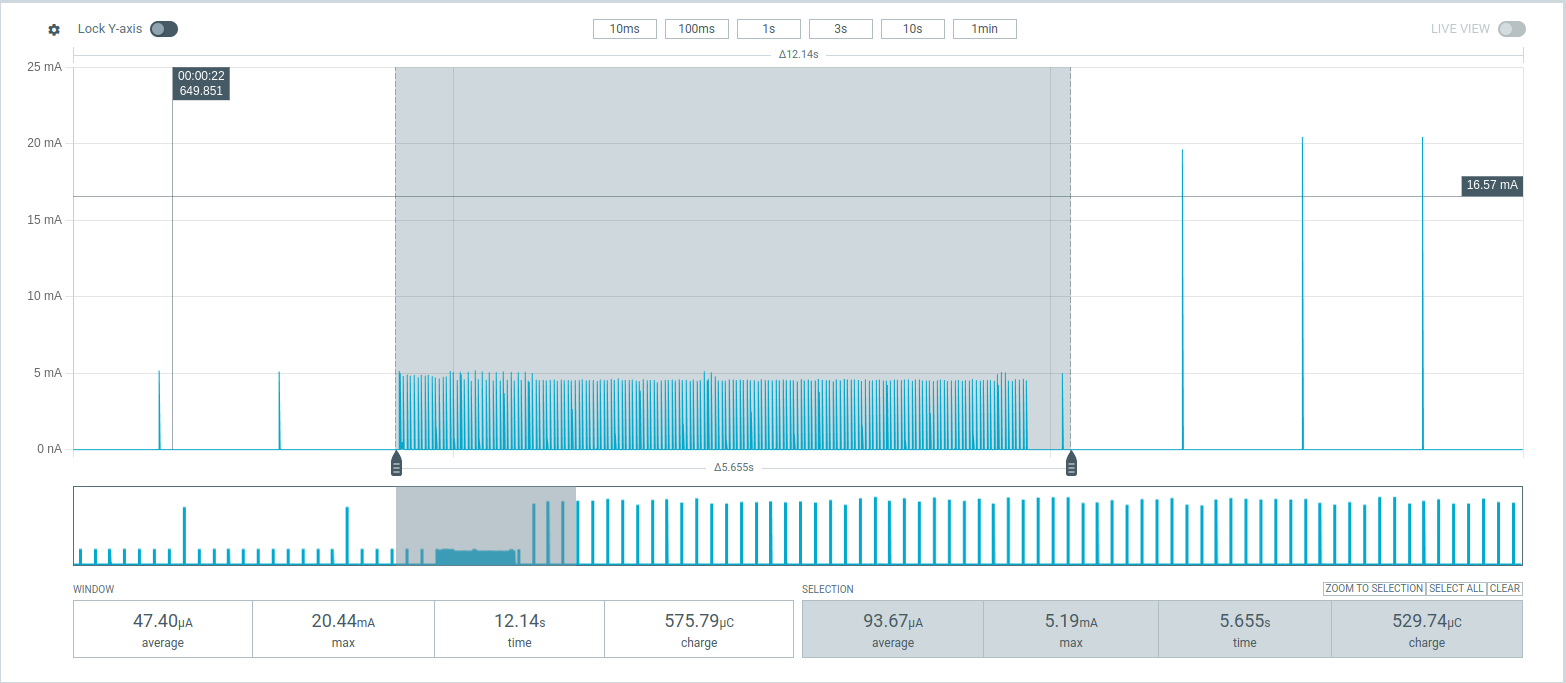 Lock Y-axis
10ms 100ms 1s 3s 10s 1min
LIVE VIEW
Δ12.14s
25 mA
00:00:22
649.851
20 mA
16.57 mA
15 mA
10 mA
5 mA
0 nA
Δ5.655s
WINDOW
SELECTION
ZOOM TO SELECTION SELECT ALL CLEAR
47.40μA 20.44mA 12.14s 575.79μC
average max time charge
93.67μA 5.19mA 5.655s 529.74μC
average max time charge